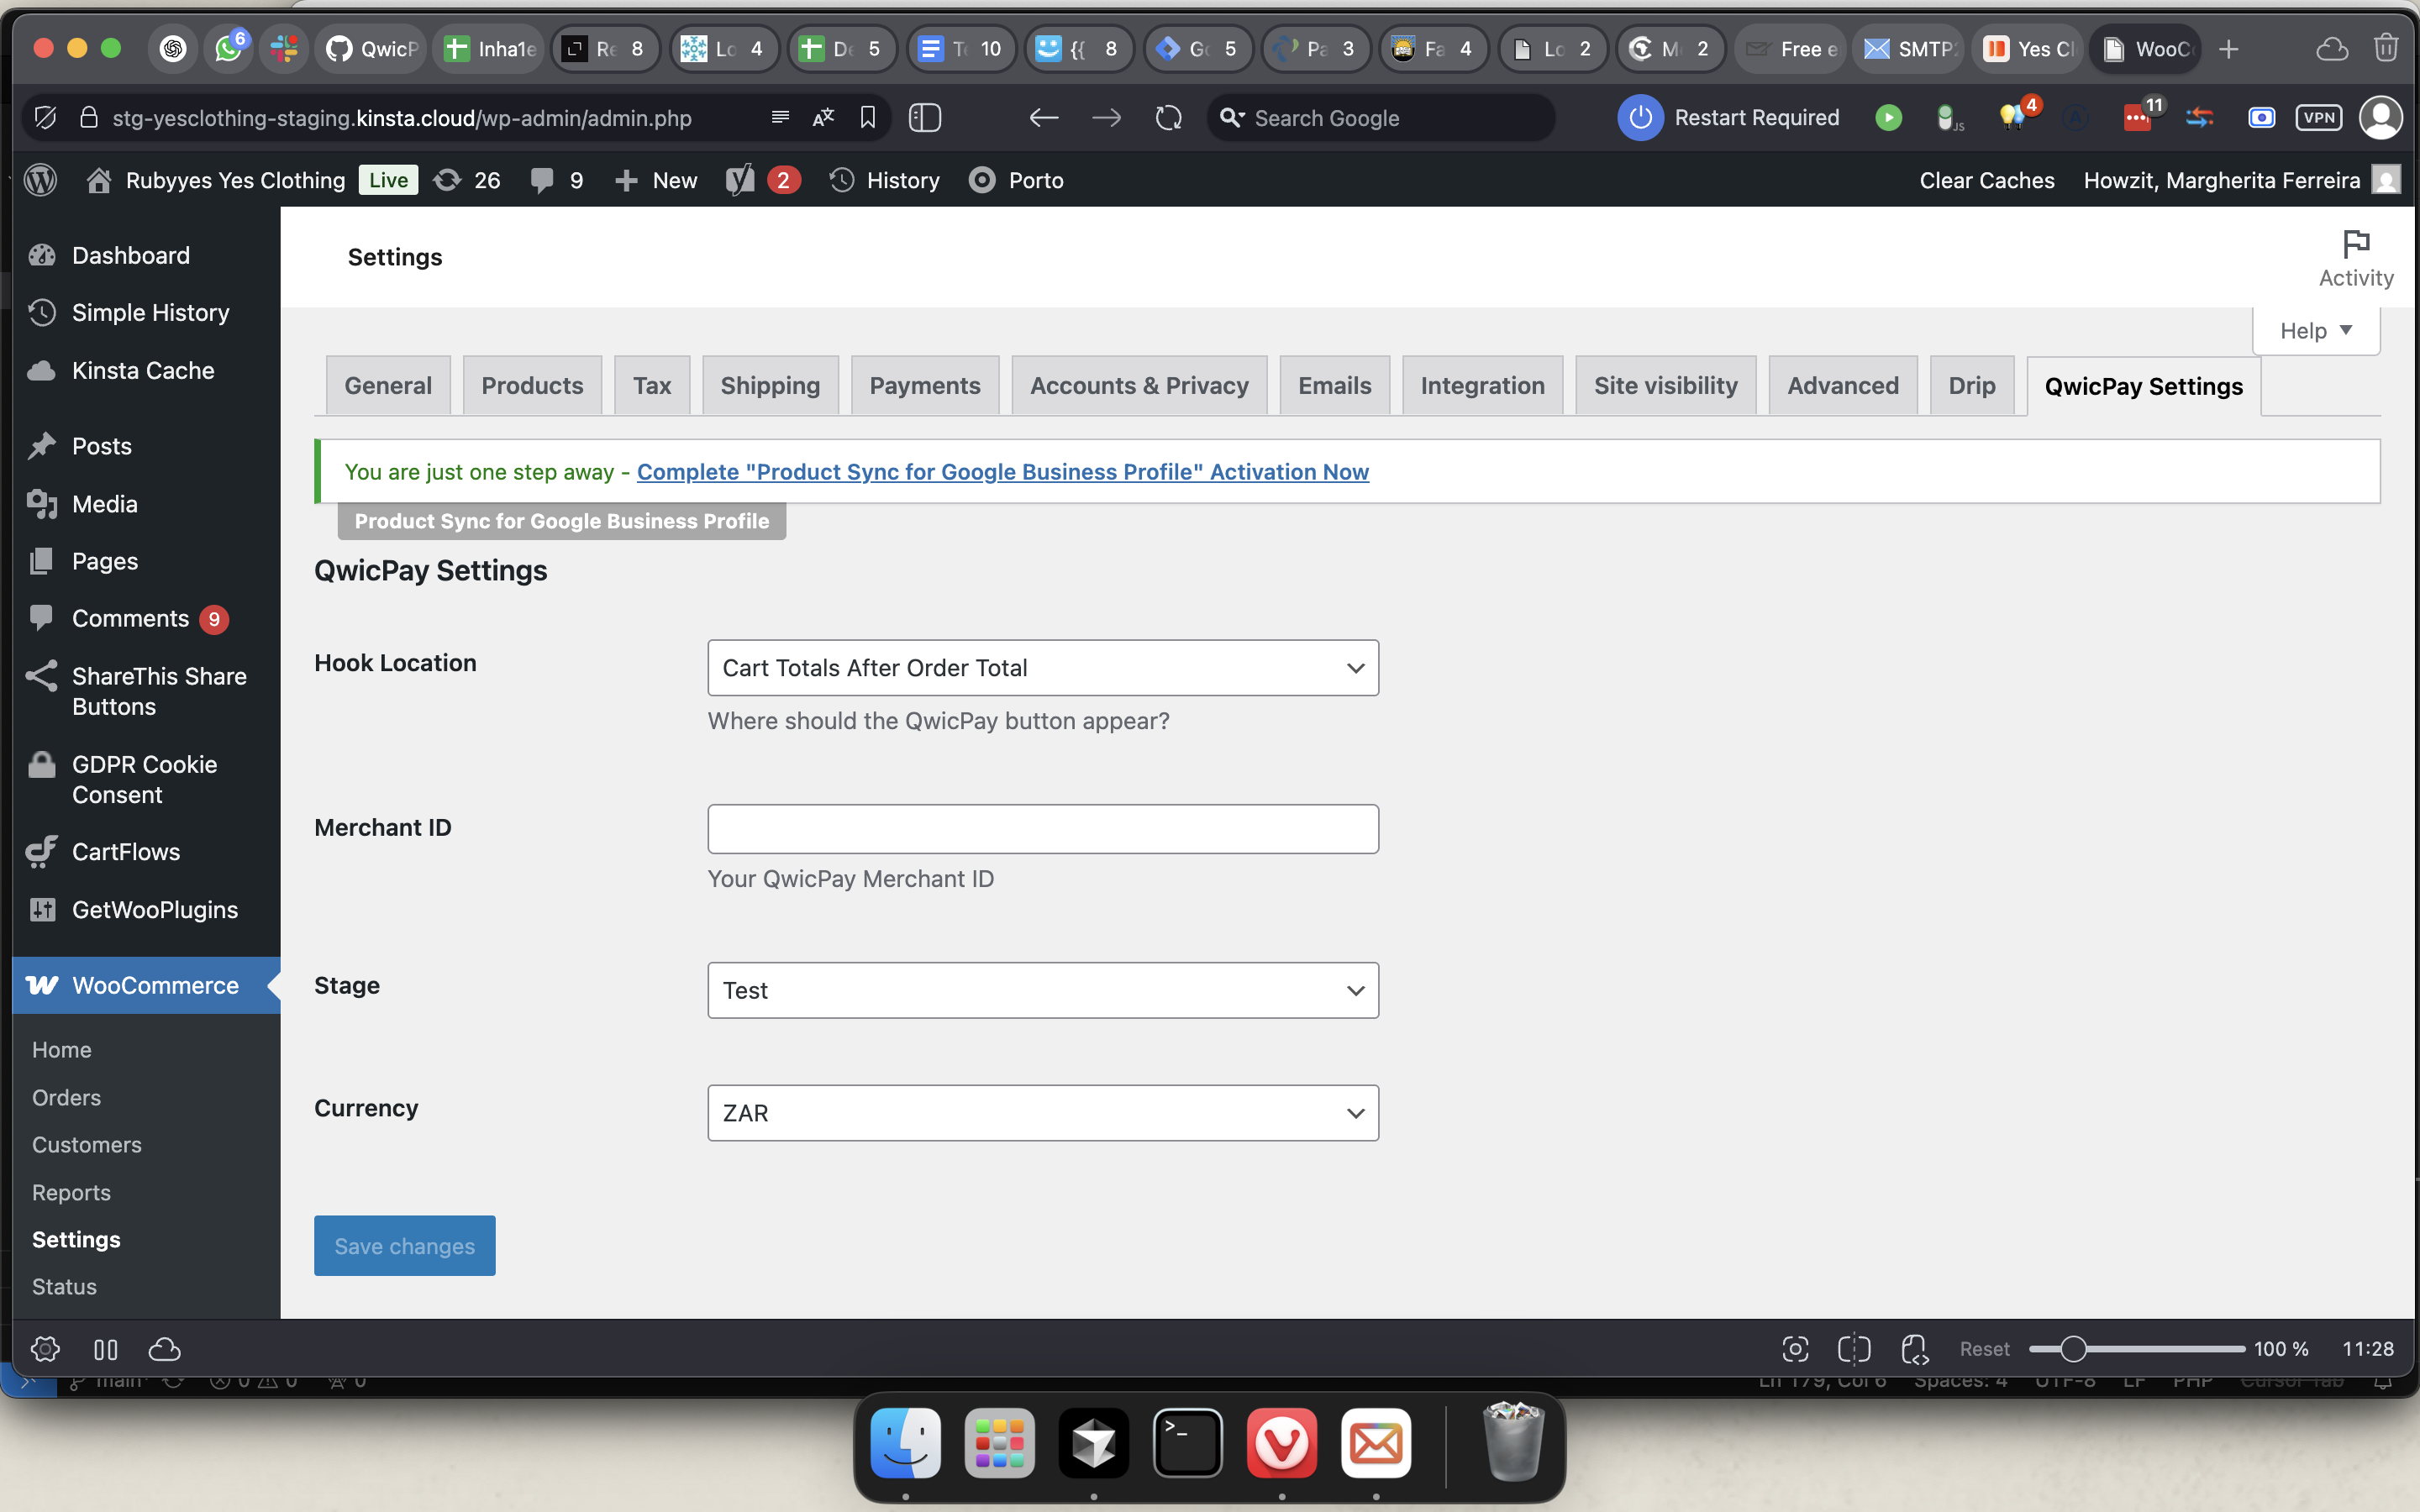 6
QwicP
Inha1e
Re 8
Lo 4
De 5
Te 10
{{ 8
Go 5
Pa 3
Fa 4
Lo 2
M 2
Free e
SMTP
Yes Cl
WooC
stg-yesclothing-staging.kinsta.cloud/wp-admin/admin.php
Search Google
Restart Required
JS
4
11
VPN
Rubyyes Yes Clothing
Live
26
9
New
2
History
Porto
Clear Caches
Howzit, Margherita Ferreira
Dashboard
Simple History
Kinsta Cache
Posts
Media
Pages
Comments 9
ShareThis Share
Buttons
GDPR Cookie
Consent
CartFlows
GetWooPlugins
WooCommerce
Home
Orders
Customers
Reports
Settings
Status
Settings
Activity
Help
General
Products
Tax
Shipping
Payments
Accounts & Privacy
Emails
Integration
Site visibility
Advanced
Drip
QwicPay Settings
You are just one step away - Complete "Product Sync for Google Business Profile" Activation Now
Product Sync for Google Business Profile
QwicPay Settings
Hook Location
Cart Totals After Order Total
Where should the QwicPay button appear?
Merchant ID
Your QwicPay Merchant ID
Stage
Test
Currency
ZAR
Save changes
Reset
100 %
11:28
main*
0
0
0
Ln 179, Col 6
Spaces: 4
UTF-8
LF
PHP
Cursor Tab